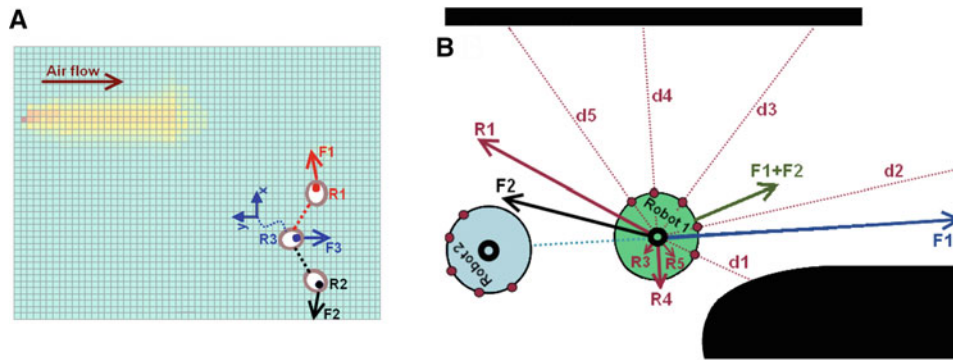 A
Air flow
F1
R1
x
y
R3
F3
R2
F2
B
d5
d4
d3
R1
F2
F1+F2
d2
Robot 1
Robot 2
F1
R3
R5
d1
R4